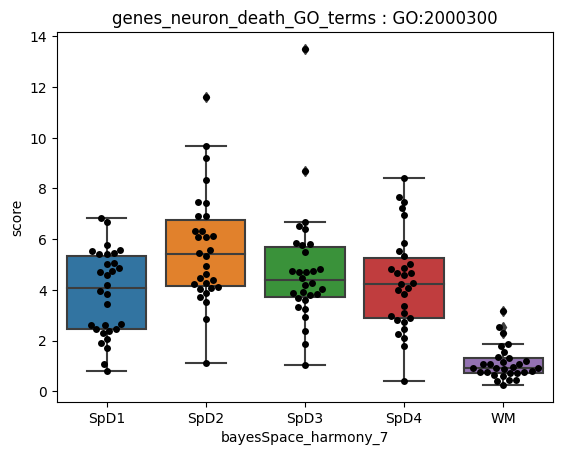 genes_neuron_death_GO_terms : GO:2000300
14
12
10
8
6
4
2
0
score
SpD1 SpD2 SpD3 SpD4 WM
bayesSpace_harmony_7